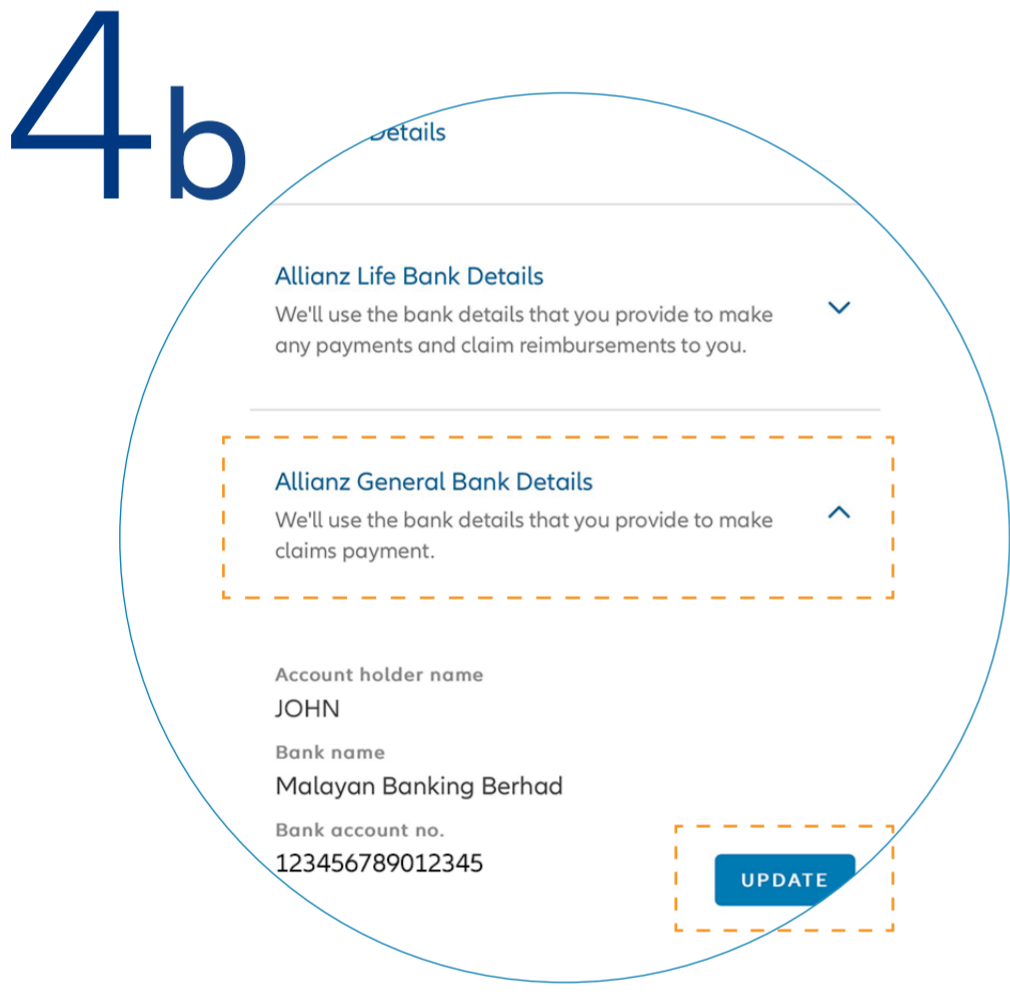 4b
Details
Allianz Life Bank Details
We'll use the bank details that you provide to make
any payments and claim reimbursements to you.
Allianz General Bank Details
We'll use the bank details that you provide to make
claims payment.
Account holder name
JOHN
Bank name
Malayan Banking Berhad
Bank account no.
123456789012345
UPDATE